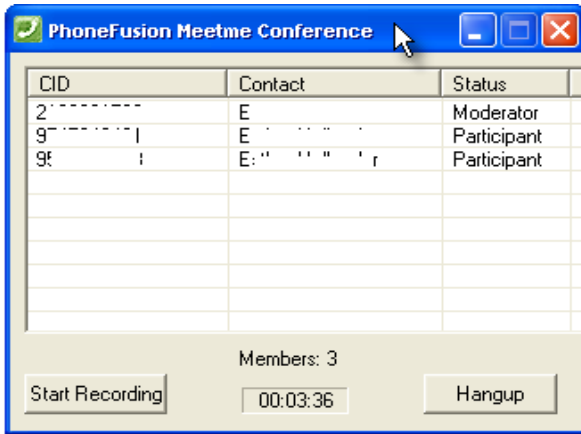 PhoneFusion Meetme Conference
CID Contact Status
Moderator
Participant
Participant
Members: 3
Start Recording 00:03:36 Hangup